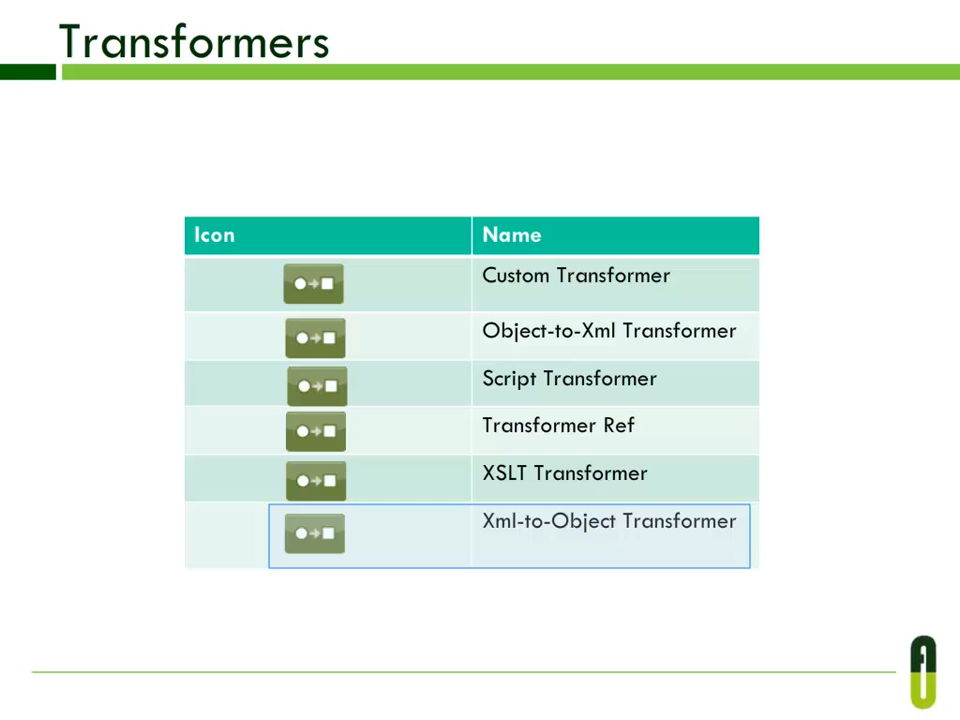 Transformers
Icon Name
Custom Transformer
Object-to-Xml Transformer
Script Transformer
Transformer Ref
XSLT Transformer
Xml-to-Object Transformer